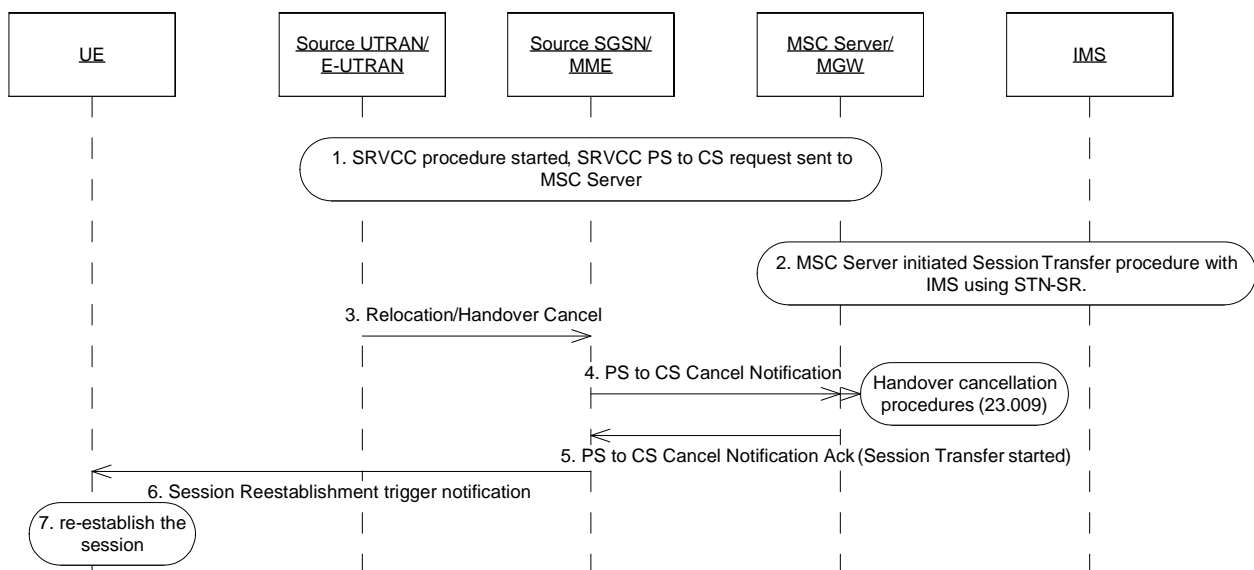 UE
Source UTRAN/
E-UTRAN
Source SGSN/
MME
MSC Server/
MGW
IMS
1. SRVCC procedure started, SRVCC PS to CS request sent to
MSC Server
2. MSC Server initiated Session Transfer procedure with
IMS using STN-SR.
3. Relocation/Handover Cancel
4. PS to CS Cancel Notification
Handover cancellation
procedures (23.009)
5. PS to CS Cancel Notification Ack (Session Transfer started)
6. Session Reestablishment trigger notification
7. re-establish the
session